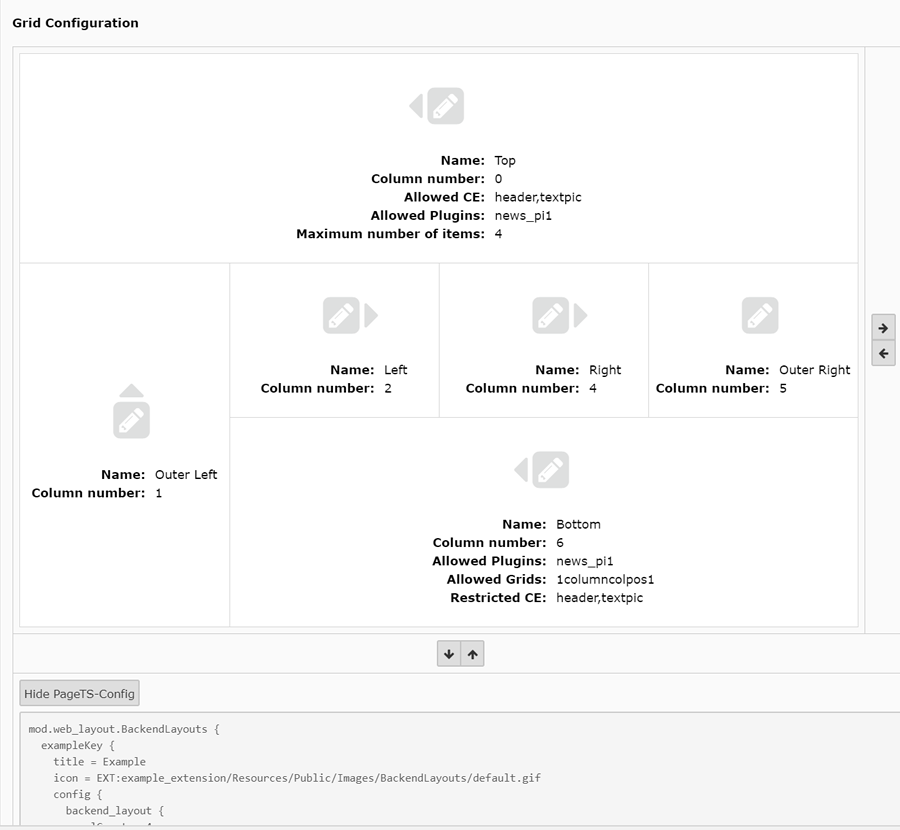 Grid Configuration
Name: Top
Column number: 0
Allowed CE: header,textpic
Allowed Plugins: news_pi1
Maximum number of items: 4
Name: Left
Column number: 2
Name: Right
Column number: 4
Name: Outer Right
Column number: 5
Name: Outer Left
Column number: 1
Name: Bottom
Column number: 6
Allowed Plugins: news_pi1
Allowed Grids: 1columncolpos1
Restricted CE: header,textpic
Hide PageTS-Config
mod.web_layout.BackendLayouts {
exampleKey {
title = Example
icon = EXT:example_extension/Resources/Public/Images/BackendLayouts/default.gif
config {
backend_layout {